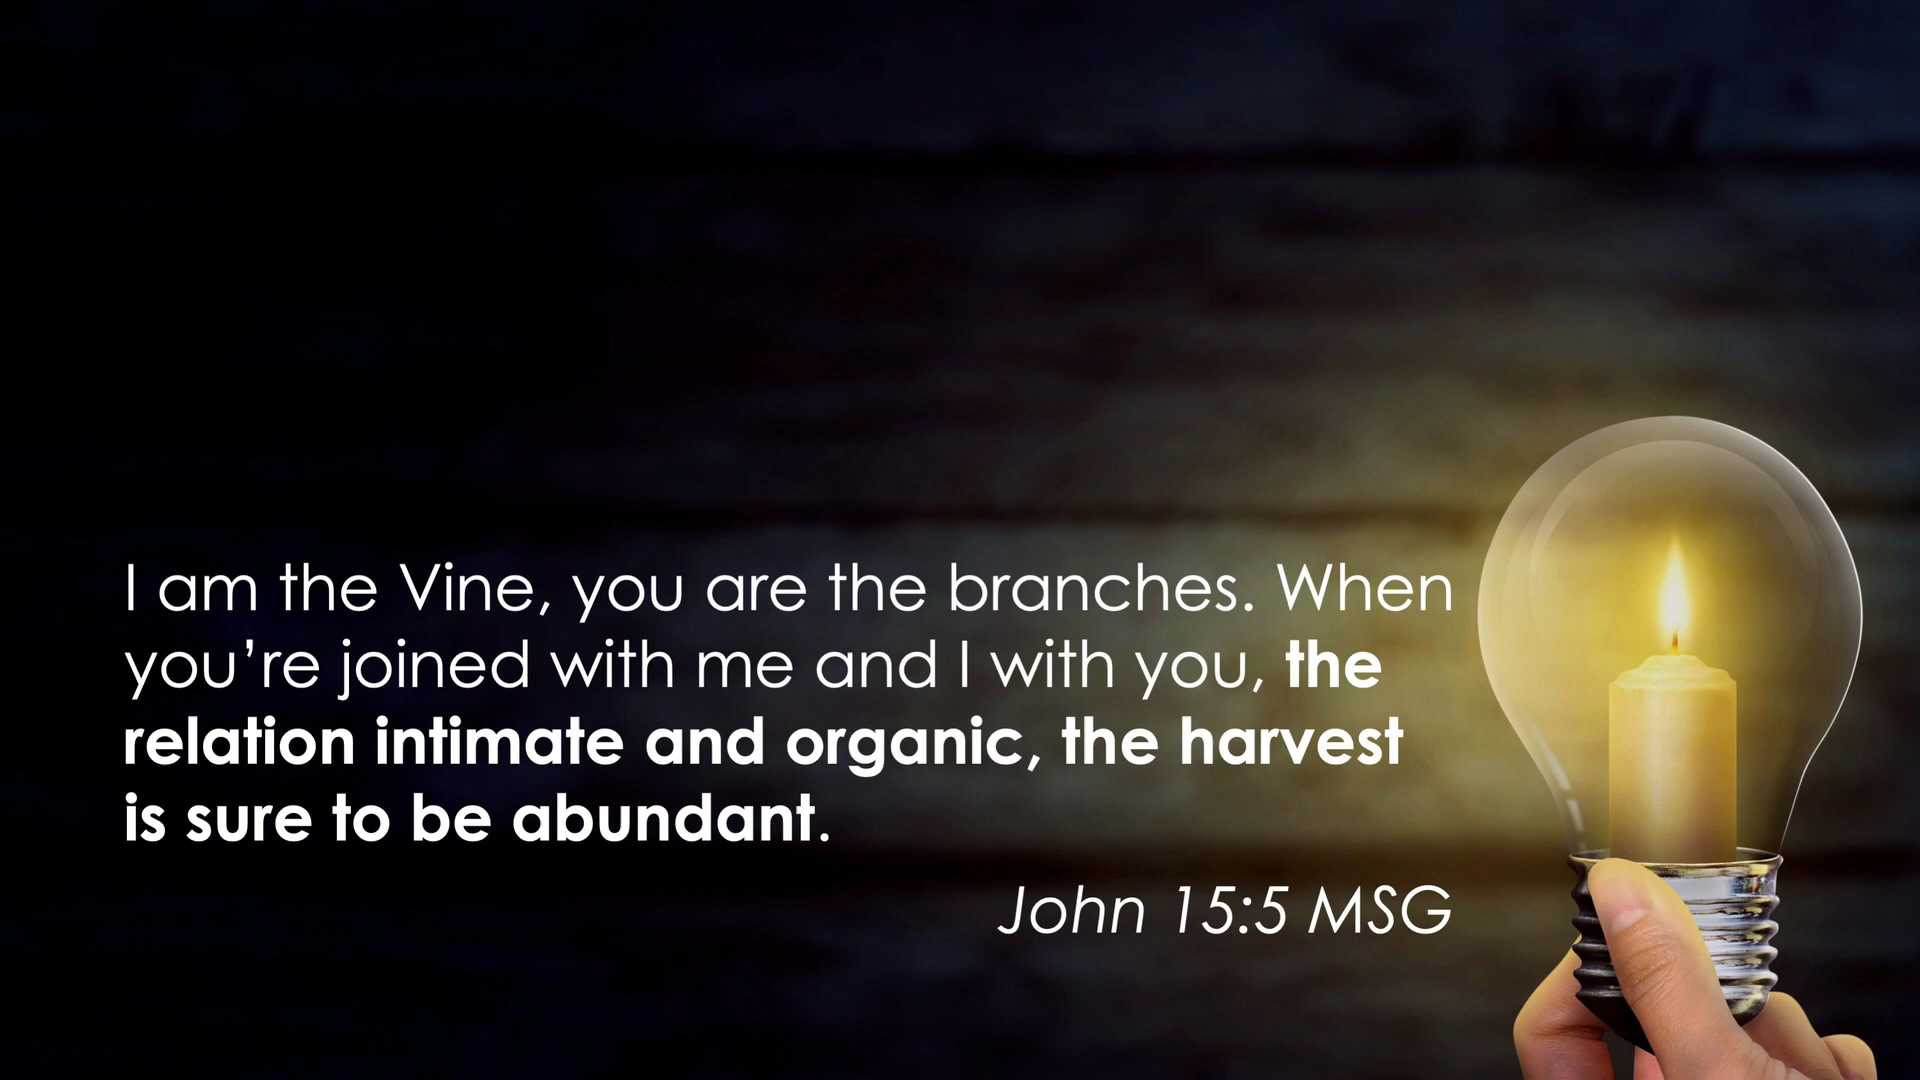 I am the Vine, you are the branches. When
you’re joined with me and I with you, the
relation intimate and organic, the harvest
is sure to be abundant.
John 15:5 MSG